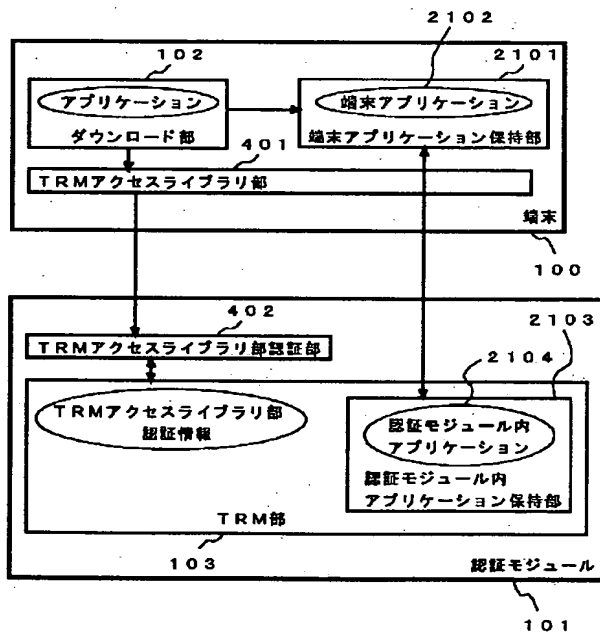 2102
102
2101
アプリケーション
端末アプリケーション
ダウンロード部
端末アプリケーション保持部
401
TRMアクセスライブラリ部
端末
100
402
2103
TRMアクセスライブラリ部認証部
2104
TRMアクセスライブラリ部
認証情報
認証モジュール内
アプリケーション
認証モジュール内
アプリケーション保持部
TRM部
103
認証モジュール
101